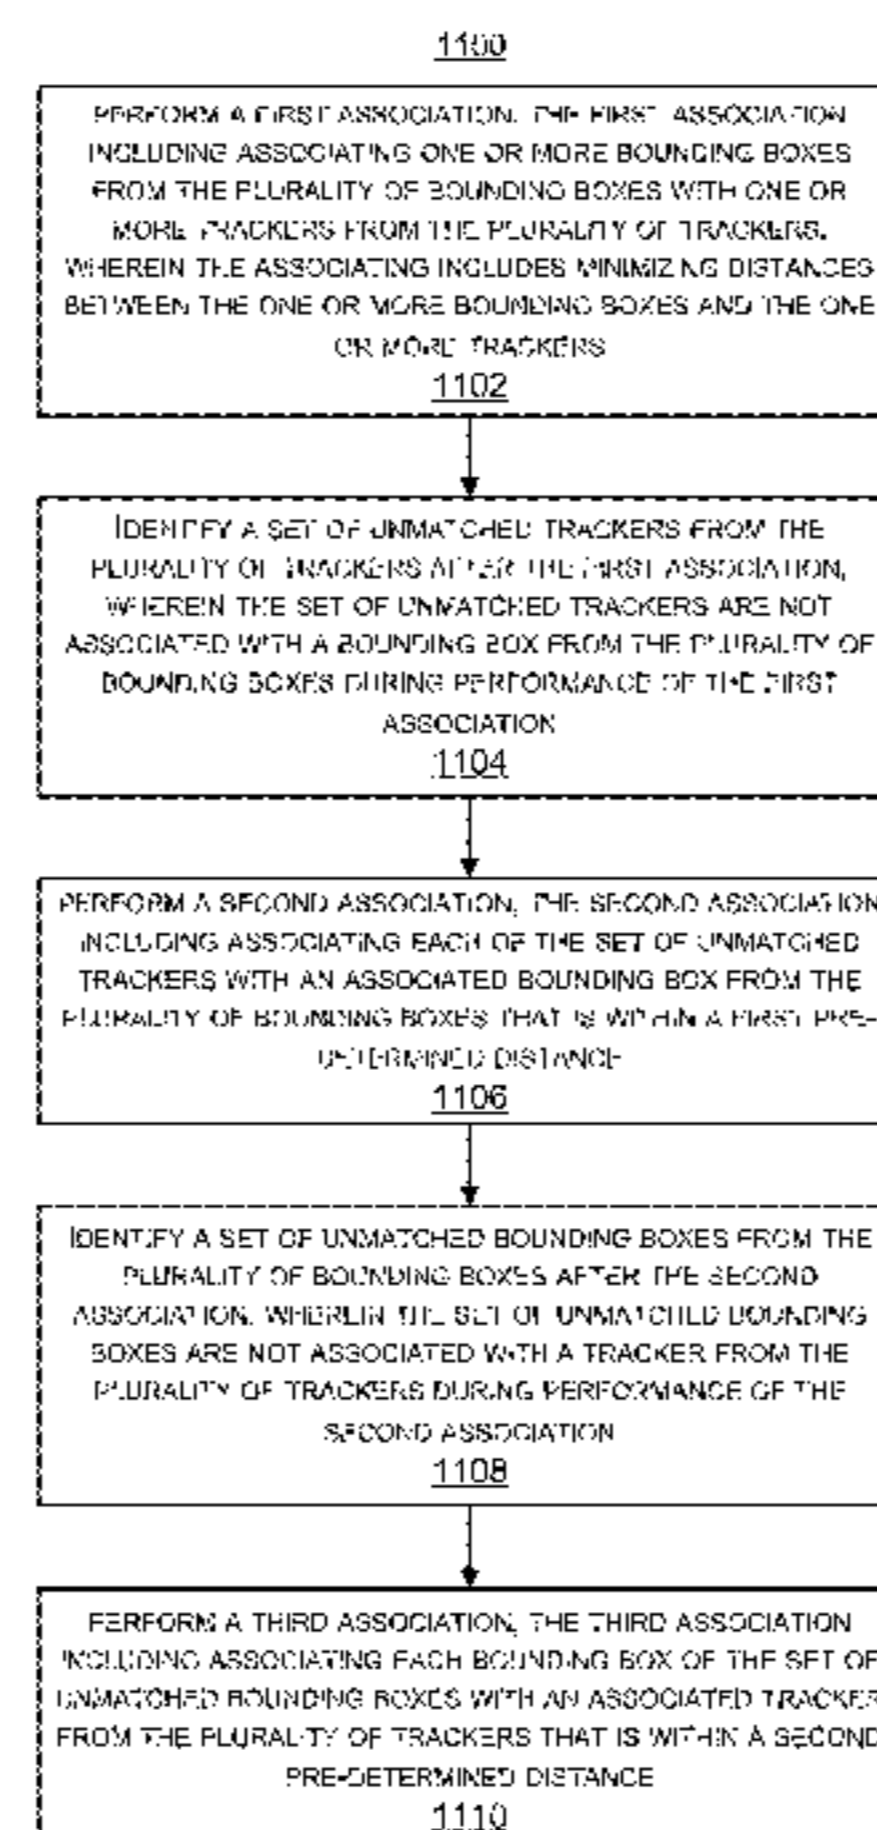 1100
PERFORM A FIRST ASSOCIATION, THE FIRST ASSOCIATION
INCLUDING ASSOCIATING ONE OR MORE BOUNDING BOXES
FROM THE PLURALITY OF BOUNDING BOXES WITH ONE OR
MORE TRACKERS FROM THE PLURALITY OF TRACKERS,
WHEREIN THE ASSOCIATING INCLUDES MINIMIZING DISTANCES
BETWEEN THE ONE OR MORE BOUNDING BOXES AND THE ONE
OR MORE TRACKERS
1102
IDENTIFY A SET OF UNMATCHED TRACKERS FROM THE
PLURALITY OF TRACKERS AFTER THE FIRST ASSOCIATION,
WHEREIN THE SET OF UNMATCHED TRACKERS ARE NOT
ASSOCIATED WITH A BOUNDING BOX FROM THE PLURALITY OF
BOUNDING BOXES DURING PERFORMANCE OF THE FIRST
ASSOCIATION
1104
PERFORM A SECOND ASSOCIATION, THE SECOND ASSOCIATION
INCLUDING ASSOCIATING EACH OF THE SET OF UNMATCHED
TRACKERS WITH AN ASSOCIATED BOUNDING BOX FROM THE
PLURALITY OF BOUNDING BOXES THAT IS WITHIN A FIRST PRE-
DETERMINED DISTANCE
1106
IDENTIFY A SET OF UNMATCHED BOUNDING BOXES FROM THE
PLURALITY OF BOUNDING BOXES AFTER THE SECOND
ASSOCIATION, WHEREIN THE SET OF UNMATCHED BOUNDING
BOXES ARE NOT ASSOCIATED WITH A TRACKER FROM THE
PLURALITY OF TRACKERS DURING PERFORMANCE OF THE
SECOND ASSOCIATION
1108
PERFORM A THIRD ASSOCIATION, THE THIRD ASSOCIATION
INCLUDING ASSOCIATING EACH BOUNDING BOX OF THE SET OF
UNMATCHED BOUNDING BOXES WITH AN ASSOCIATED TRACKER
FROM THE PLURALITY OF TRACKERS THAT IS WITHIN A SECOND
PRE-DETERMINED DISTANCE
1110